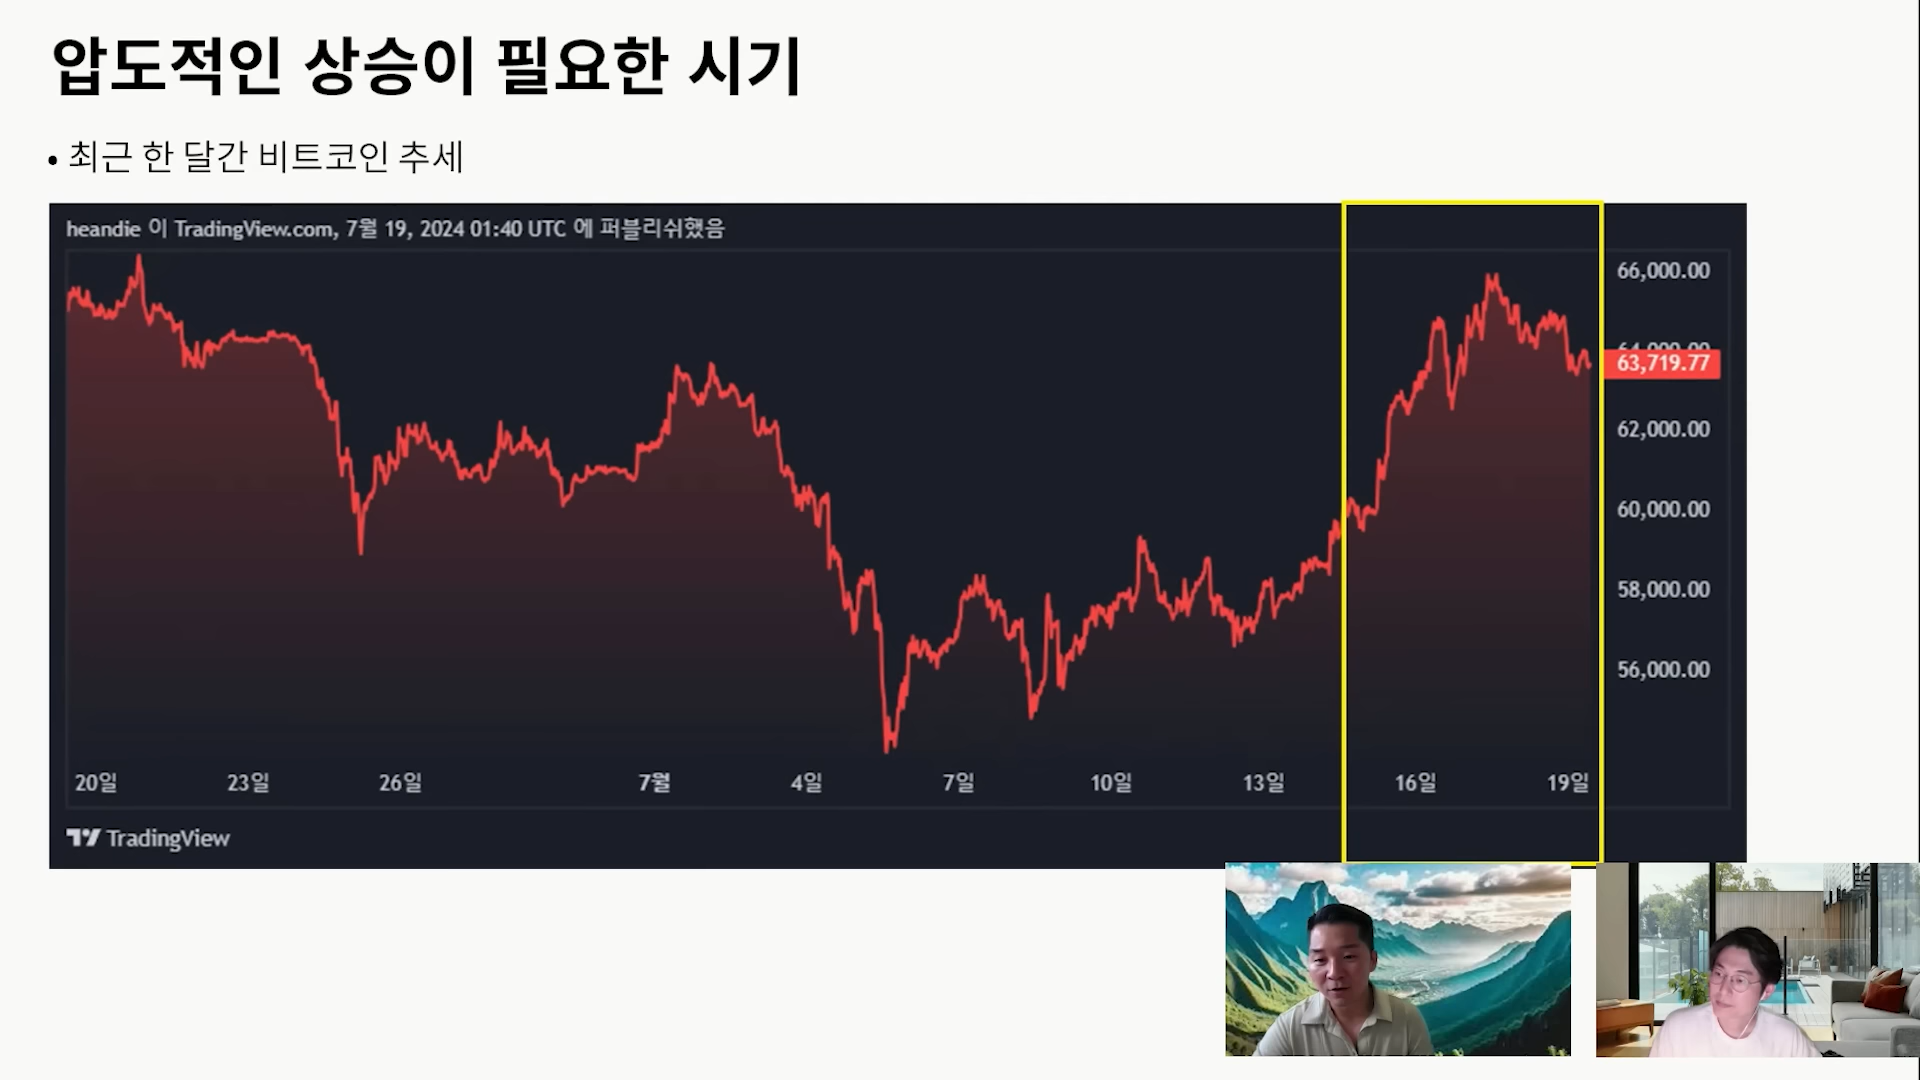 압도적인 상승이 필요한 시기
• 최근 한 달간 비트코인 추세
heandie 이 TradingView.com, 7월 19, 2024 01:40 UTC 에 퍼블리쉬했음
66,000.00
63,719.77
62,000.00
60,000.00
58,000.00
56,000.00
20일 23일 26일 7월 4일 7일 10일 13일 16일 19일
TradingView